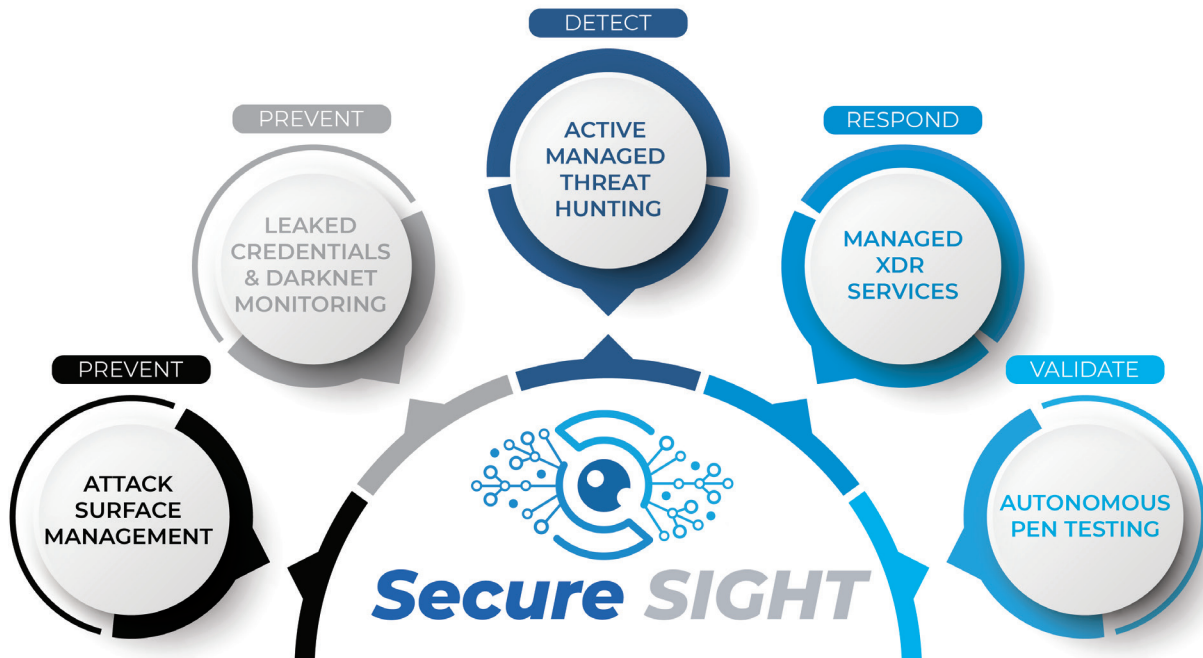 PREVENT
ATTACK
SURFACE
MANAGEMENT
PREVENT
LEAKED
CREDENTIALS
& DARKNET
MONITORING
DETECT
ACTIVE
MANAGED
THREAT
HUNTING
RESPOND
MANAGED
XDR
SERVICES
VALIDATE
AUTONOMOUS
PEN TESTING
Secure SIGHT